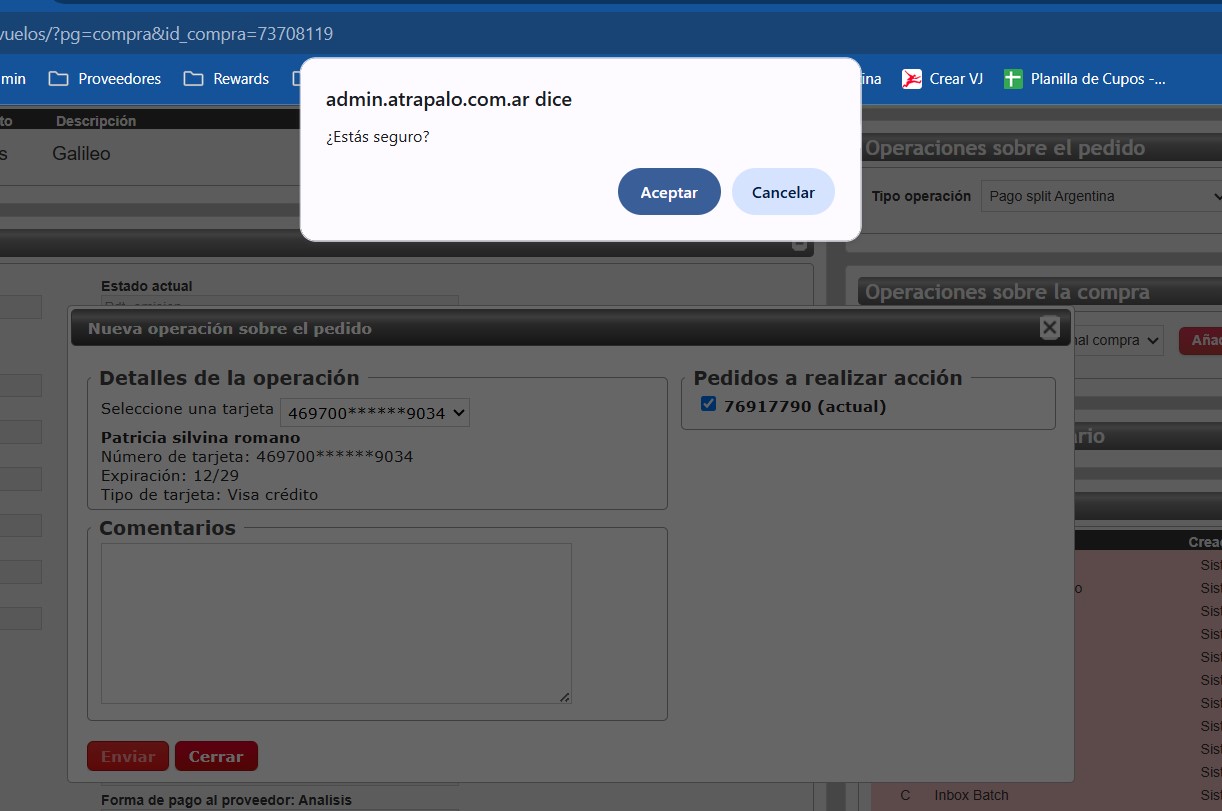 vuelos/?pg=compra&id_compra=73708119
min
Proveedores
Rewards
ina
Crear VJ
Planilla de Cupos -...
admin.atrapalo.com.ar dice
¿Estás seguro?
Aceptar
Cancelar
to
Descripción
s
Galileo
Operaciones sobre el pedido
Tipo operación
Pago split Argentina
Estado actual
Operaciones sobre la compra
nal compra
Aña
Nueva operación sobre el pedido
Detalles de la operación
Seleccione una tarjeta
469700******9034
Patricia silvina romano
Número de tarjeta: 469700******9034
Expiración: 12/29
Tipo de tarjeta: Visa crédito
Pedidos a realizar acción
76917790 (actual)
ario
Comentarios
Crea
Sist
o
Sist
Sist
Sist
Sist
Sist
Sist
Sist
Sist
Sist
C
Inbox Batch
Sist
Enviar
Cerrar
Forma de pago al proveedor: Analisis